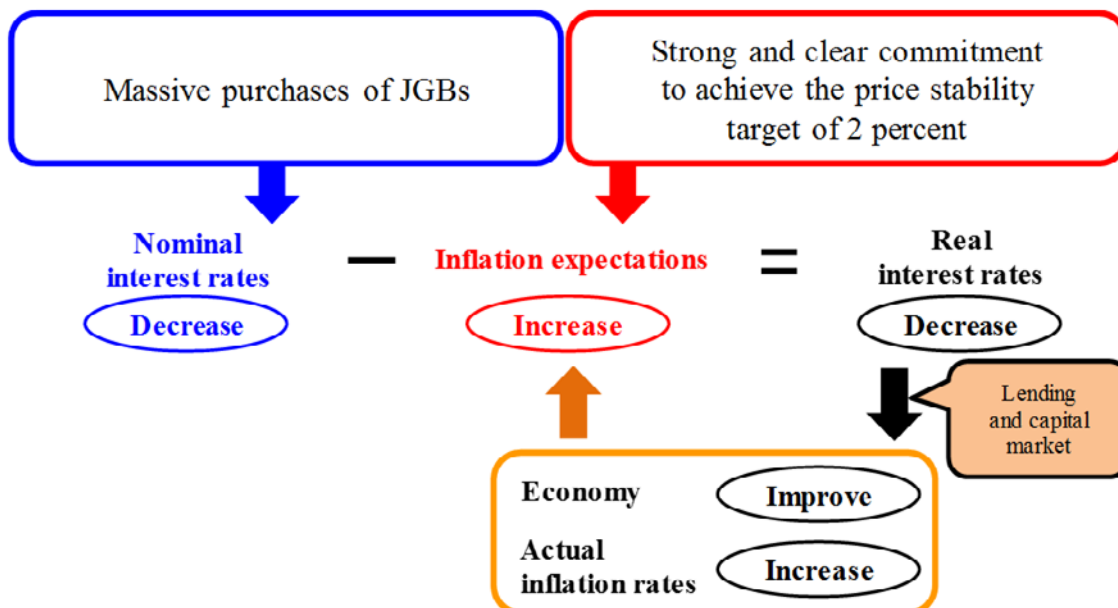 Massive purchases of JGBs
Strong and clear commitment
to achieve the price stability
target of 2 percent
Nominal
interest rates
Decrease
−
Inflation expectations
Increase
=
Real
interest rates
Decrease
Lending
and capital
market
Economy
Improve
Actual
inflation rates
Increase